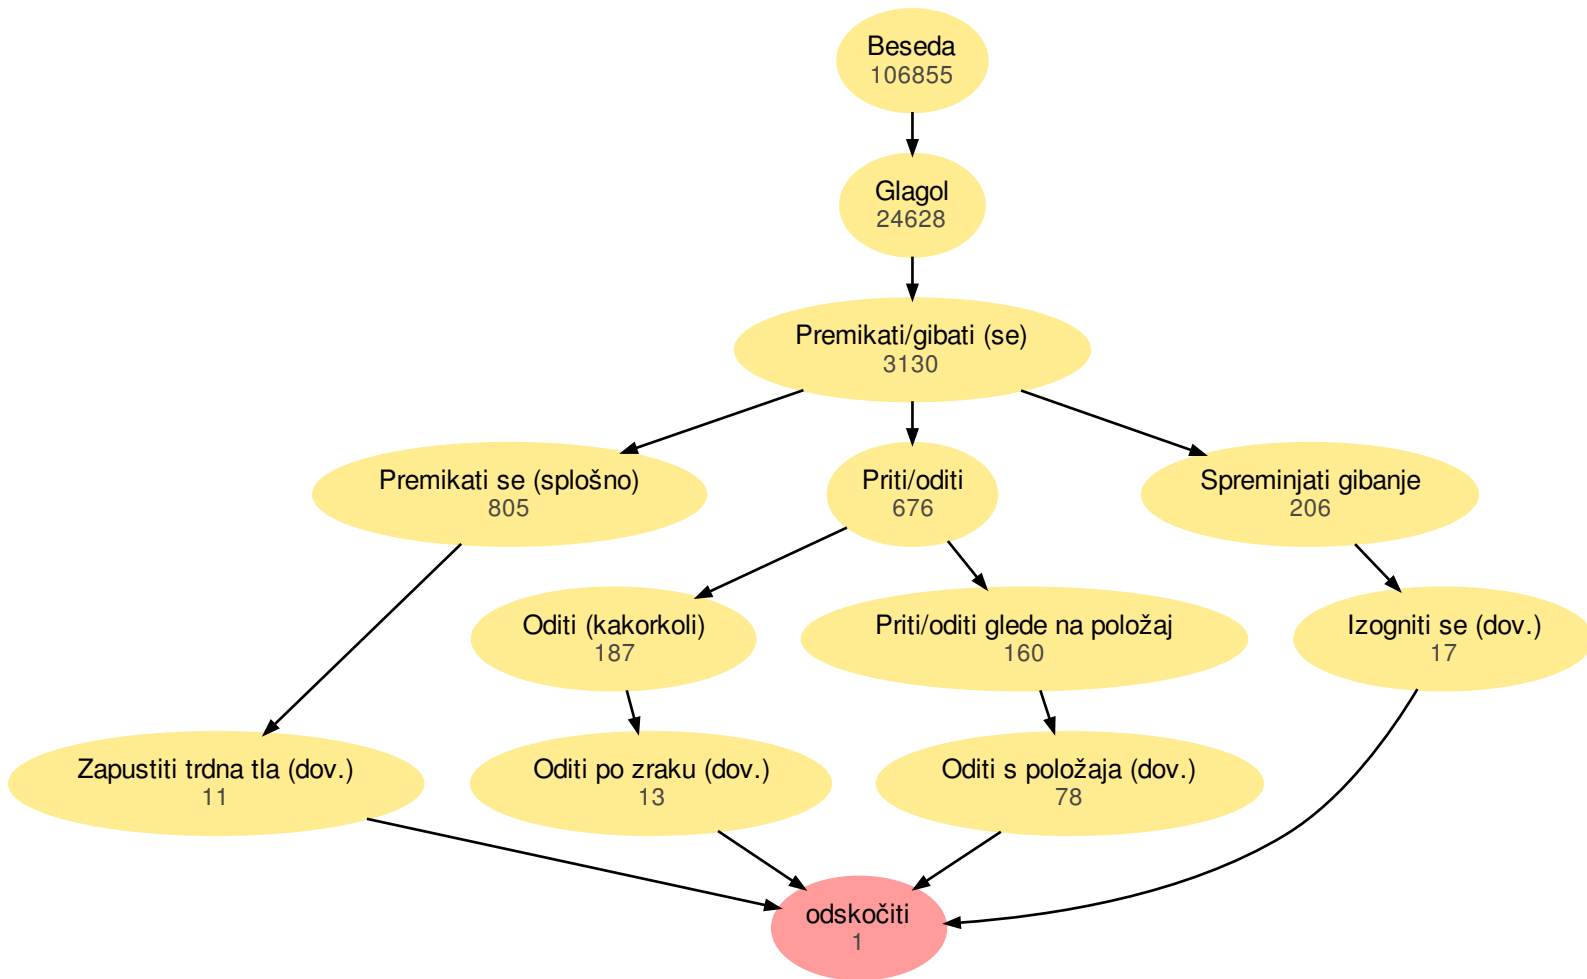 Beseda
106855
Glagol
24628
Premikati/gibati (se)
3130
Premikati se (splošno)
805
Priti/oditi
676
Spreminjati gibanje
206
Oditi (kakorkoli)
187
Priti/oditi glede na položaj
160
Izogniti se (dov.)
17
Zapustiti trdna tla (dov.)
11
Oditi po zraku (dov.)
13
Oditi s položaja (dov.)
78
odskočiti
1